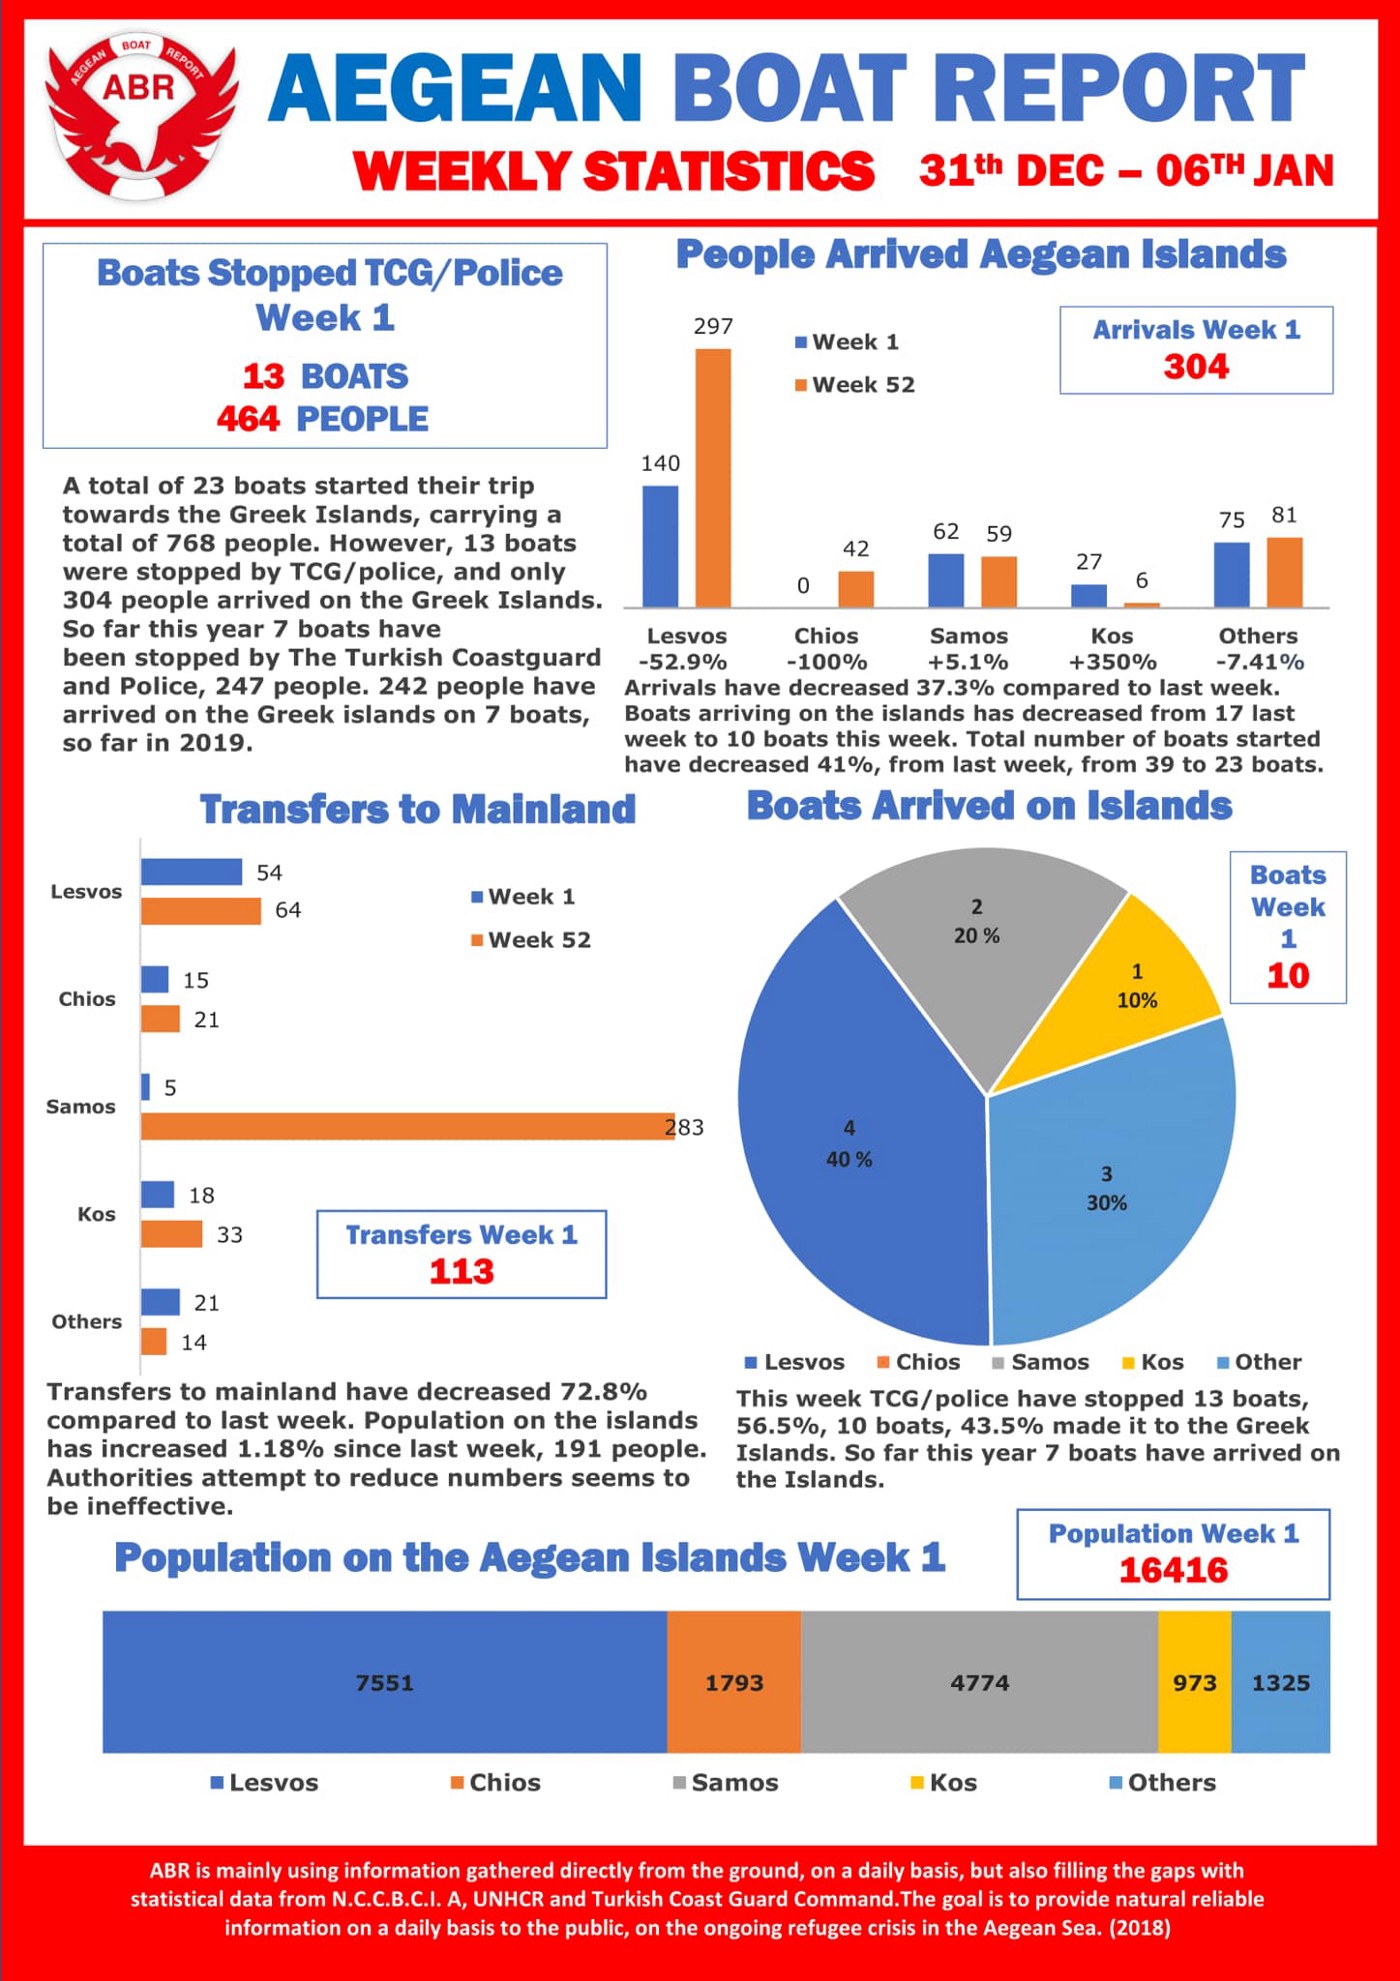 AEGEAN BOAT REPORT
ABR
AEGEAN BOAT REPORT
WEEKLY STATISTICS 31th DEC – 06TH JAN
Boats Stopped TCG/Police
Week 1
13 BOATS
464 PEOPLE
A total of 23 boats started their trip
towards the Greek Islands, carrying a
total of 768 people. However, 13 boats
were stopped by TCG/police, and only
304 people arrived on the Greek Islands.
So far this year 7 boats have
been stopped by The Turkish Coastguard
and Police, 247 people. 242 people have
arrived on the Greek islands on 7 boats,
so far in 2019.
People Arrived Aegean Islands
Week 1
Week 52
Arrivals Week 1
304
140 297
0 42
62 59
27 6
75 81
Lesvos Chios Samos Kos Others
-52.9% -100% +5.1% +350% -7.41%
Arrivals have decreased 37.3% compared to last week.
Boats arriving on the islands has decreased from 17 last
week to 10 boats this week. Total number of boats started
have decreased 41%, from last week, from 39 to 23 boats.
Transfers to Mainland
Week 1
Week 52
Lesvos
54
64
Chios
15
21
Samos
5
283
Kos
18
33
Others
21
14
Transfers Week 1
113
Transfers to mainland have decreased 72.8%
compared to last week. Population on the islands
has increased 1.18% since last week, 191 people.
Authorities attempt to reduce numbers seems to
be ineffective.
Boats Arrived on Islands
Boats
Week
1
10
2
20 %
1
10%
4
40 %
3
30%
Lesvos Chios Samos Kos Other
This week TCG/police have stopped 13 boats,
56.5%, 10 boats, 43.5% made it to the Greek
Islands. So far this year 7 boats have arrived on
the Islands.
Population on the Aegean Islands Week 1
Population Week 1
16416
7551 1793 4774 973 1325
Lesvos Chios Samos Kos Others
ABR is mainly using information gathered directly from the ground, on a daily basis, but also filling the gaps with
statistical data from N.C.C.B.C.I. A, UNHCR and Turkish Coast Guard Command.The goal is to provide natural reliable
information on a daily basis to the public, on the ongoing refugee crisis in the Aegean Sea. (2018)